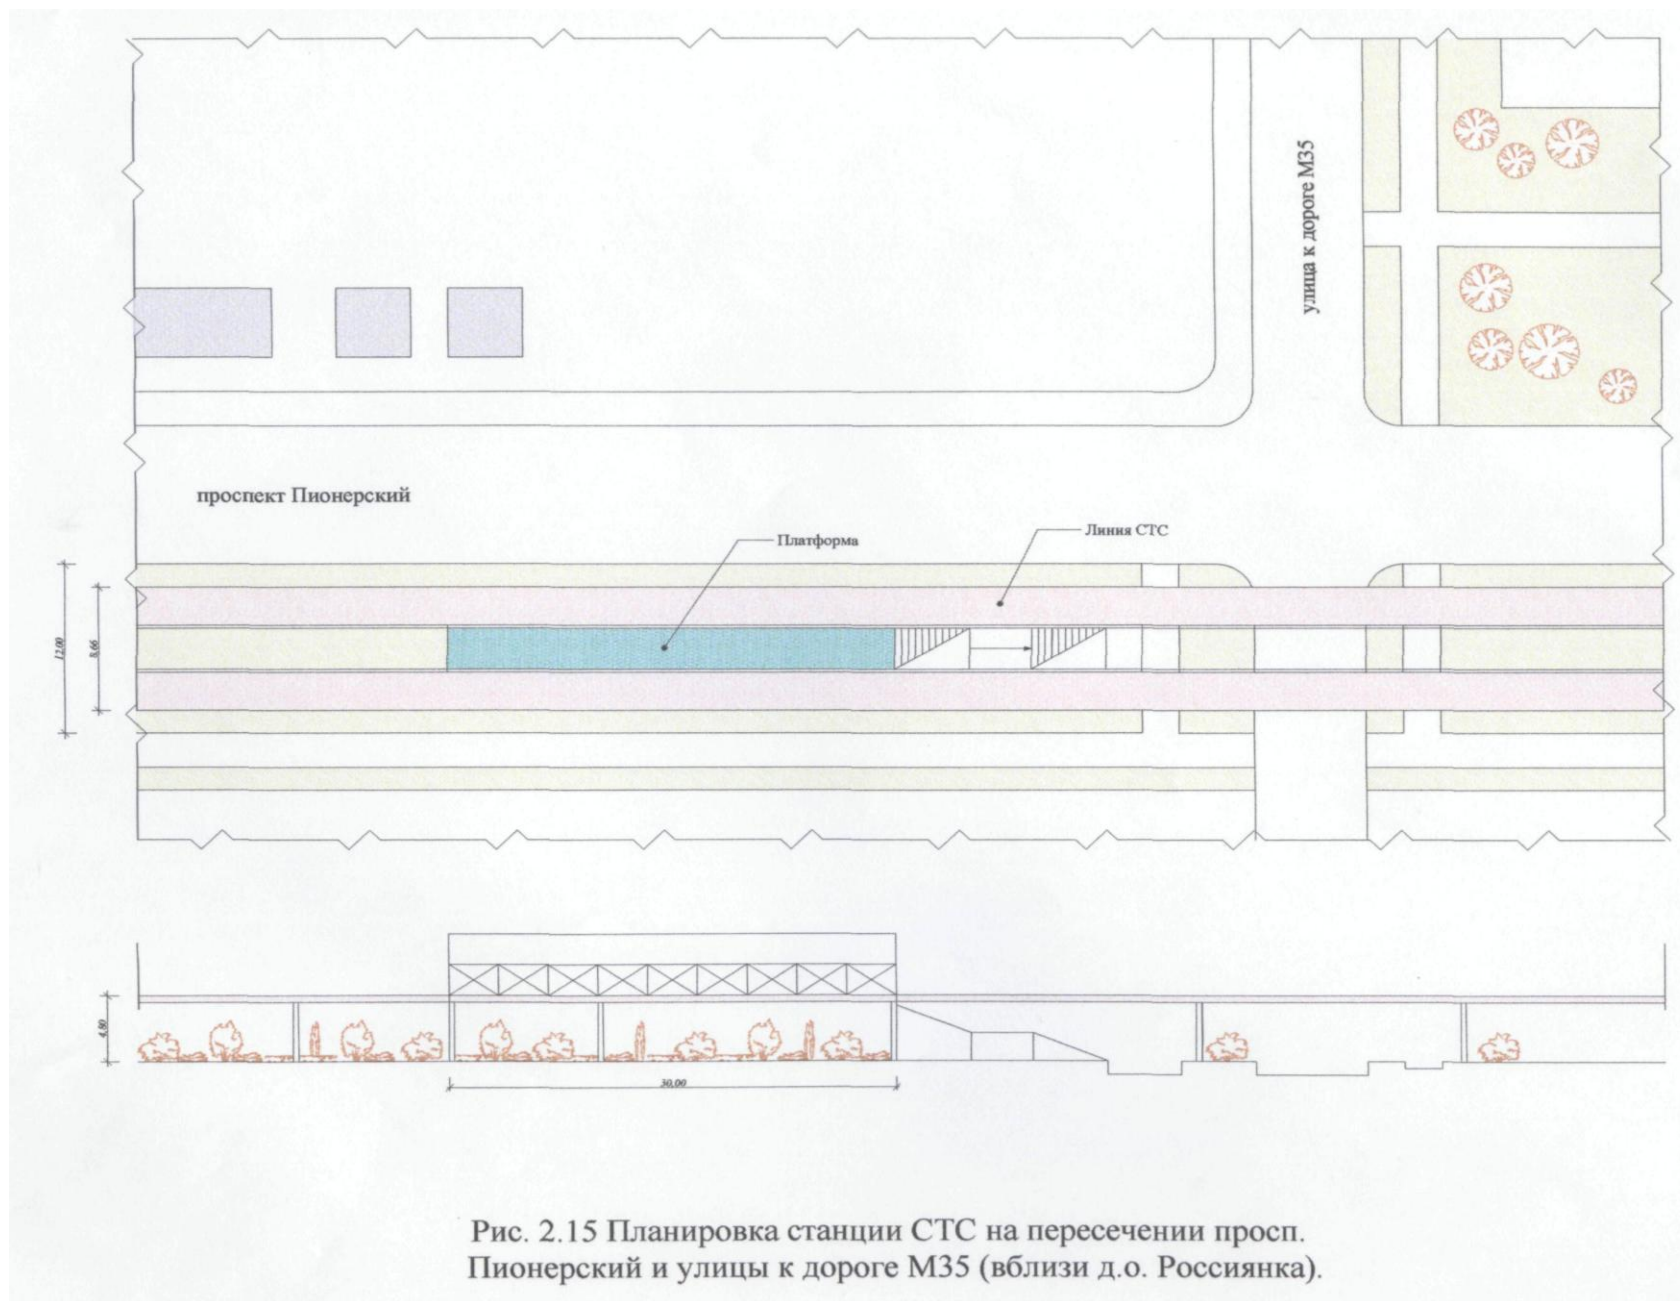 улица к дороге М35
проспект Пионерский
Платформа
Линия СТС
12,00
8,66
4,80
30,00
Рис. 2.15 Планировка станции СТС на пересечении просп.
Пионерский и улицы к дороге М35 (вблизи д.о. Россиянка).